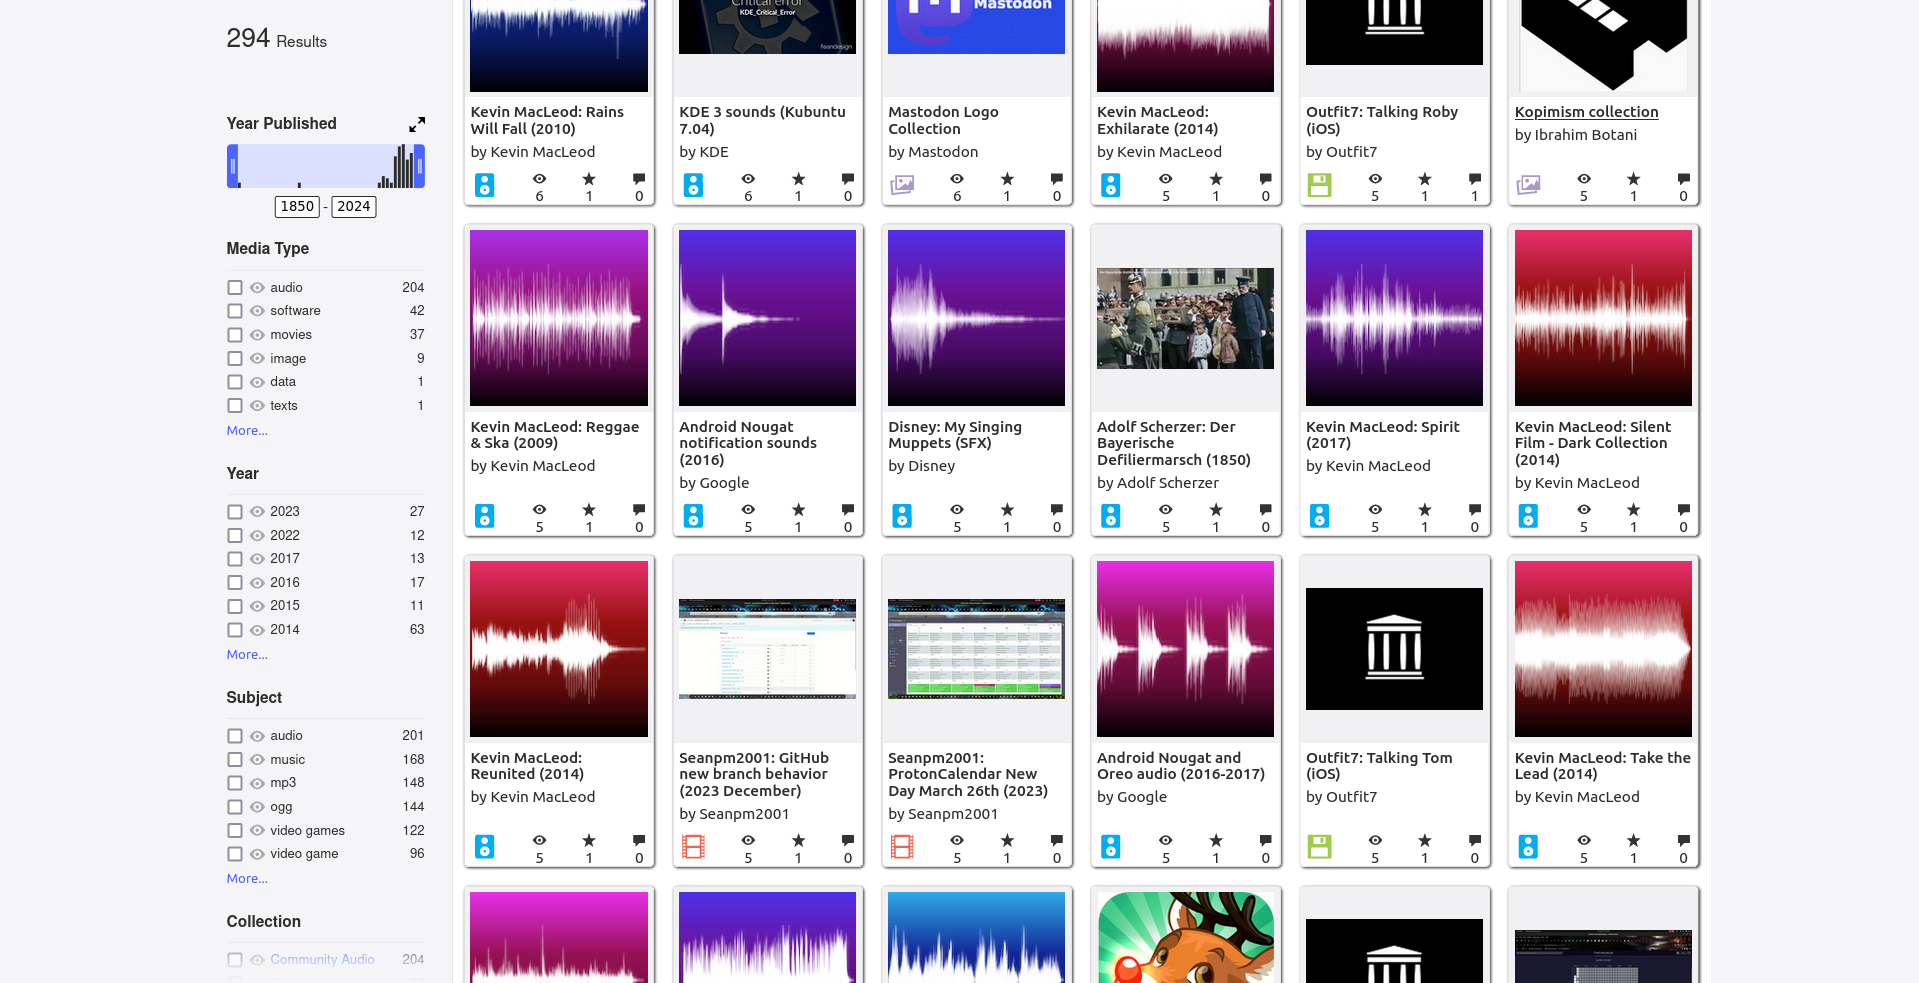 294 Results
Year Published
1850 - 2024
Media Type
audio 204
software 42
movies 37
image 9
data 1
texts 1
More...
Year
2023 27
2022 12
2017 13
2016 17
2015 11
2014 63
More...
Subject
audio 201
music 168
mp3 148
ogg 144
video games 122
video game 96
More...
Collection
Community Audio 204
Critical error
KDE_Critical_Error
Mastodon
Kevin MacLeod: Rains
Will Fall (2010)
by Kevin MacLeod
6 1 0
KDE 3 sounds (Kubuntu
7.04)
by KDE
6 1 0
Mastodon Logo
Collection
by Mastodon
6 1 0
Kevin MacLeod:
Exhilarate (2014)
by Kevin MacLeod
5 1 0
Outfit7: Talking Roby
(iOS)
by Outfit7
5 1 1
Kopimism collection
by Ibrahim Botani
5 1 0
Kevin MacLeod: Reggae
& Ska (2009)
by Kevin MacLeod
5 1 0
Android Nougat
notification sounds
(2016)
by Google
5 1 0
Disney: My Singing
Muppets (SFX)
by Disney
5 1 0
Adolf Scherzer: Der
Bayerische
Defiliermarsch (1850)
by Adolf Scherzer
5 1 0
Kevin MacLeod: Spirit
(2017)
by Kevin MacLeod
5 1 0
Kevin MacLeod: Silent
Film - Dark Collection
(2014)
by Kevin MacLeod
5 1 0
Kevin MacLeod:
Reunited (2014)
by Kevin MacLeod
5 1 0
Seanpm2001: GitHub
new branch behavior
(2023 December)
by Seanpm2001
5 1 0
Seanpm2001:
ProtonCalendar New
Day March 26th (2023)
by Seanpm2001
5 1 0
Android Nougat and
Oreo audio (2016-2017)
by Google
5 1 0
Outfit7: Talking Tom
(iOS)
by Outfit7
5 1 0
Kevin MacLeod: Take the
Lead (2014)
by Kevin MacLeod
5 1 0